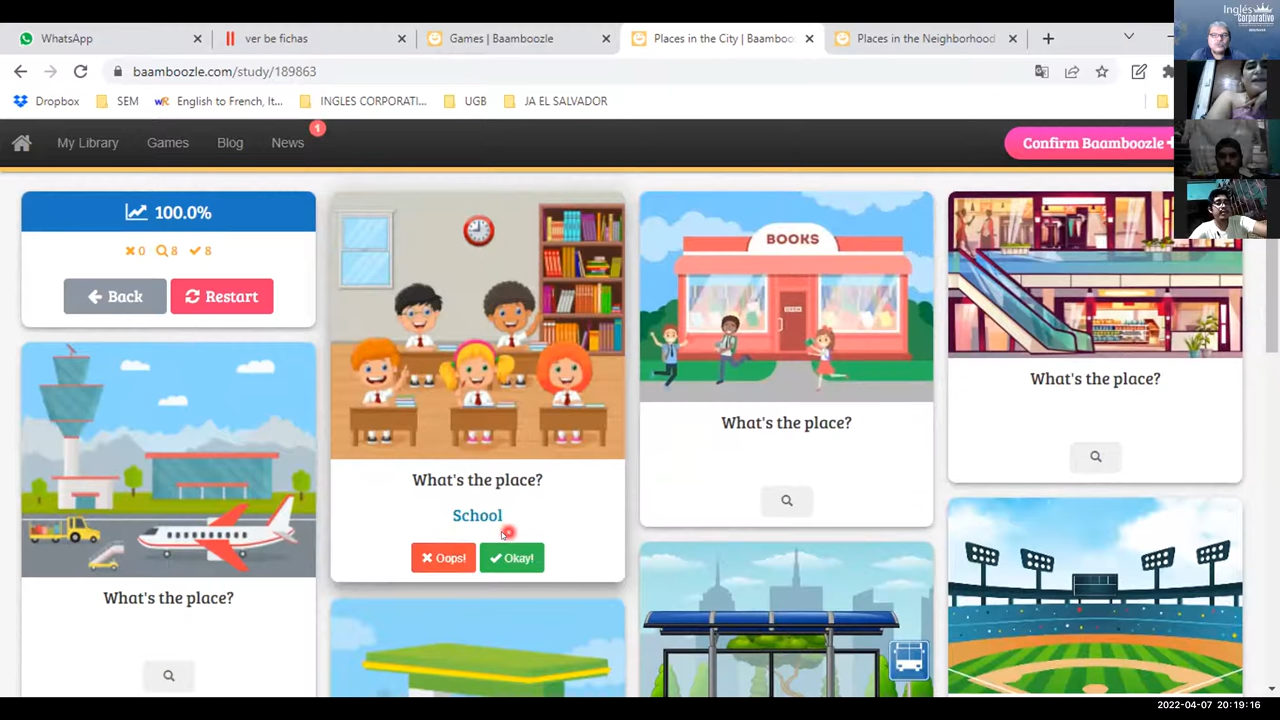 WhatsApp
ver be fichas
Games | Baamboozle
Places in the City | Baamboo
Places in the Neighborhood
baamboozle.com/study/189863
Dropbox
SEM
English to French, It...
INGLES CORPORATI...
UGB
JA EL SALVADOR
My Library
Games
Blog
News
1
Confirm Baamboozle
100.0%
0
8
8
Back
Restart
What's the place?
What's the place?
School
Oops!
Okay!
BOOKS
OPEN
What's the place?
What's the place?
Inglés
Corporativo
2022-04-07 20:19:16